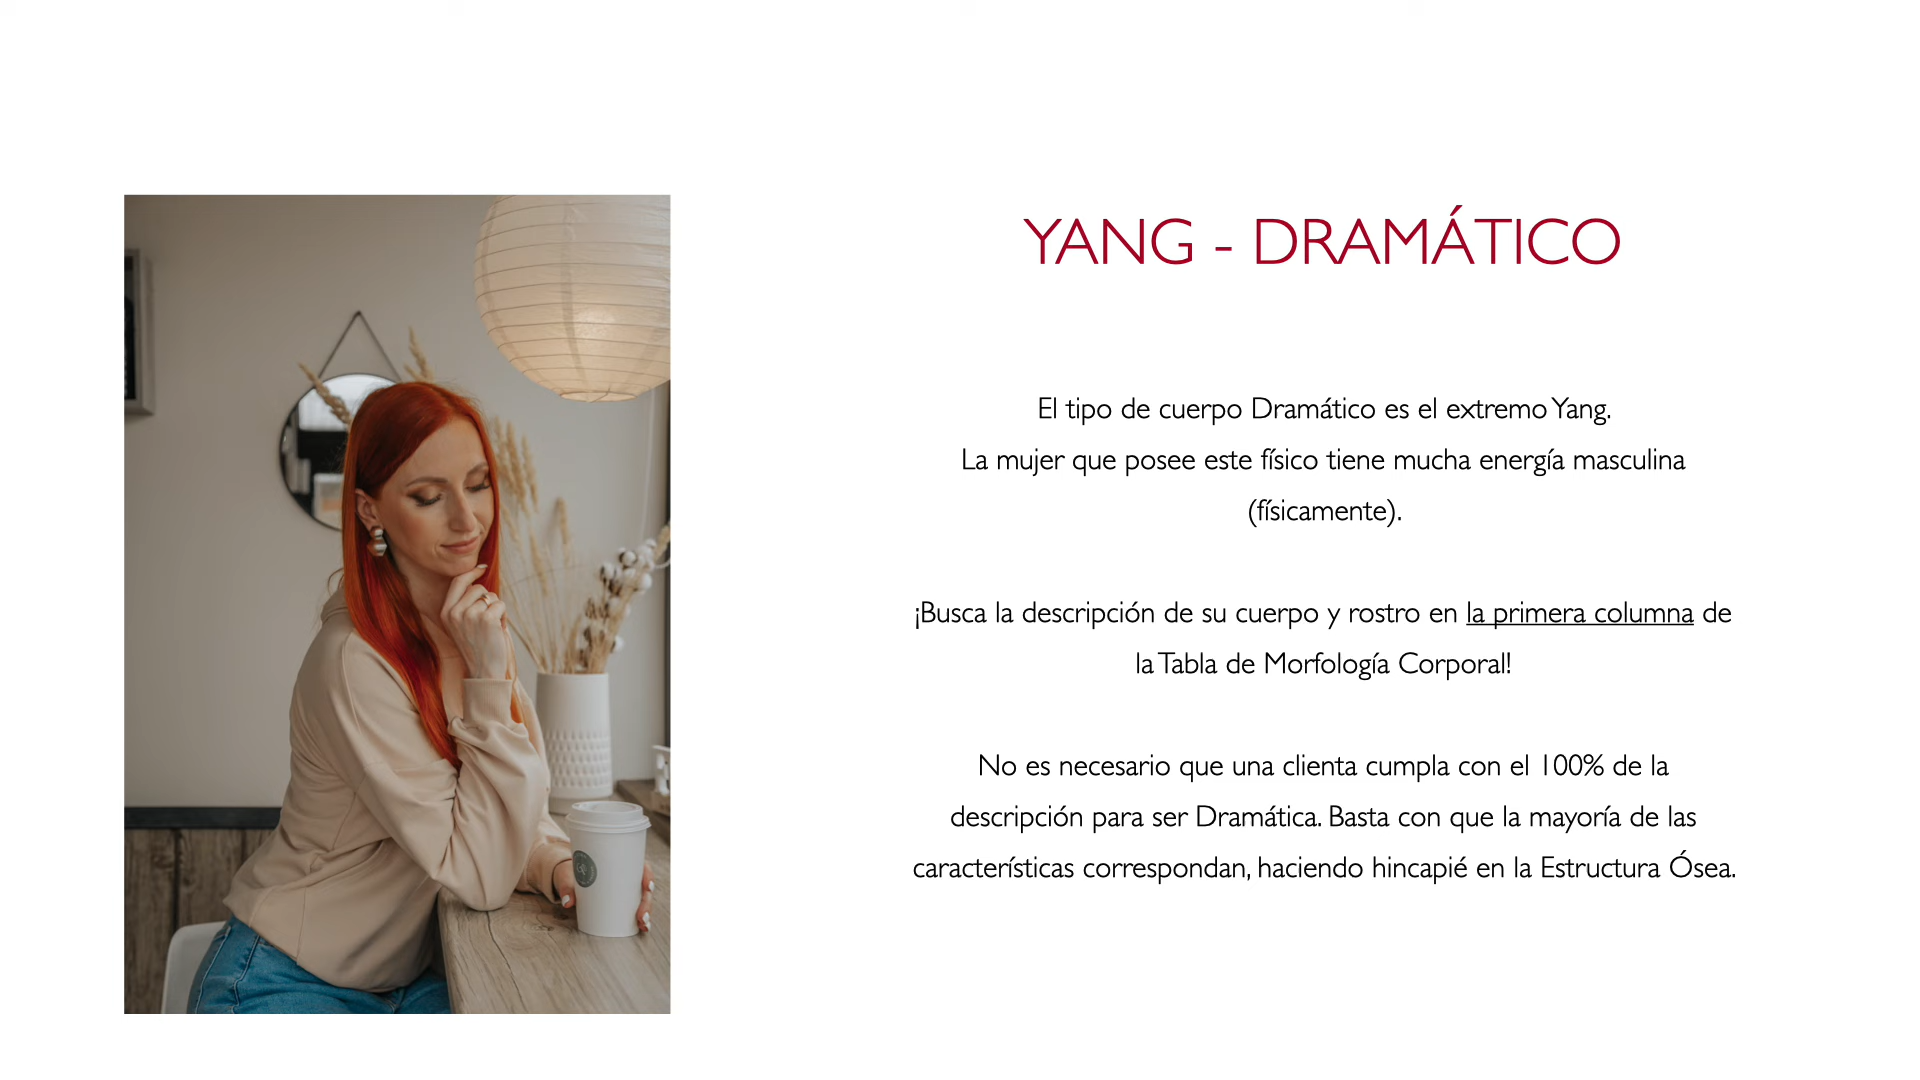 YANG - DRAMÁTICO
El tipo de cuerpo Dramático es el extremo Yang.
La mujer que posee este físico tiene mucha energía masculina
(físicamente).
¡Busca la descripción de su cuerpo y rostro en la primera columna de
la Tabla de Morfología Corporal!
No es necesario que una clienta cumpla con el 100% de la
descripción para ser Dramática. Basta con que la mayoría de las
características correspondan, haciendo hincapié en la Estructura Ósea.